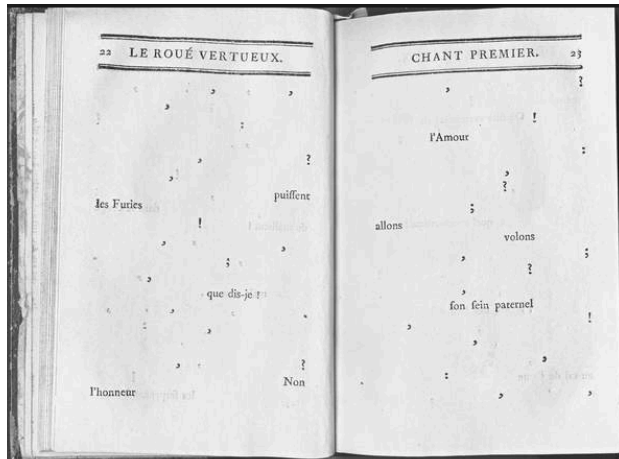 22 LE ROUÉ VERTUEUX.
, ,
,
:
, ?
,
puiſſent
les Furies
!
, ,
;
,
que dis-je !
,
,
, ?
Non
l'honneur
CHANT PREMIER. 23
?
,
!
l'Amour
:
,
?
;
allons
volons
, ;
?
,
ſon ſein paternel
!
,
,
,
:
, ,